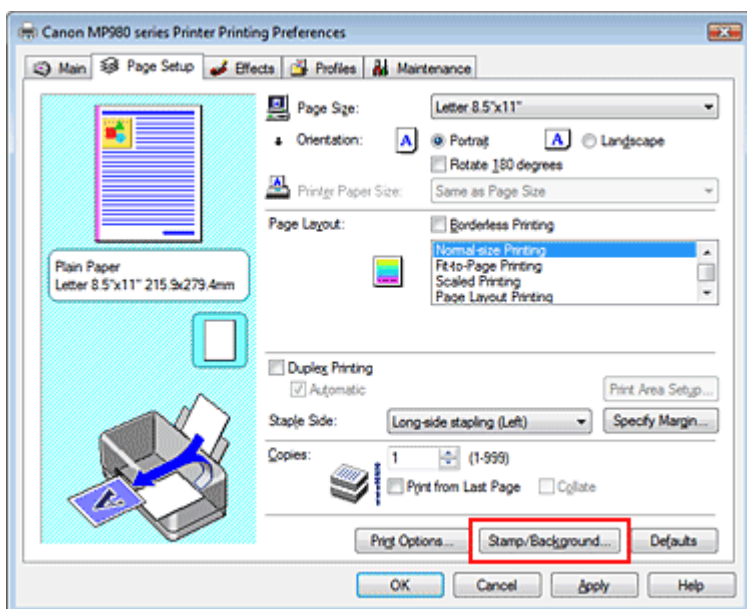 Canon MP980 series Printer Printing Preferences
Main Page Setup Effects Profiles Maintenance
Page Size: Letter 8.5"x11"
Orientation: A Portrait A Landscape
Rotate 180 degrees
Printer Paper Size: Same as Page Size
Page Layout: Borderless Printing
Normal-size Printing
Fit-to-Page Printing
Scaled Printing
Page Layout Printing
Plain Paper
Letter 8.5"x11" 215.9x279.4mm
Duplex Printing
Automatic Print Area Setup...
Staple Side: Long-side stapling (Left) Specify Margin...
Copies: 1 (1-999)
Print from Last Page Collate
Print Options... Stamp/Background... Defaults
OK Cancel Apply Help